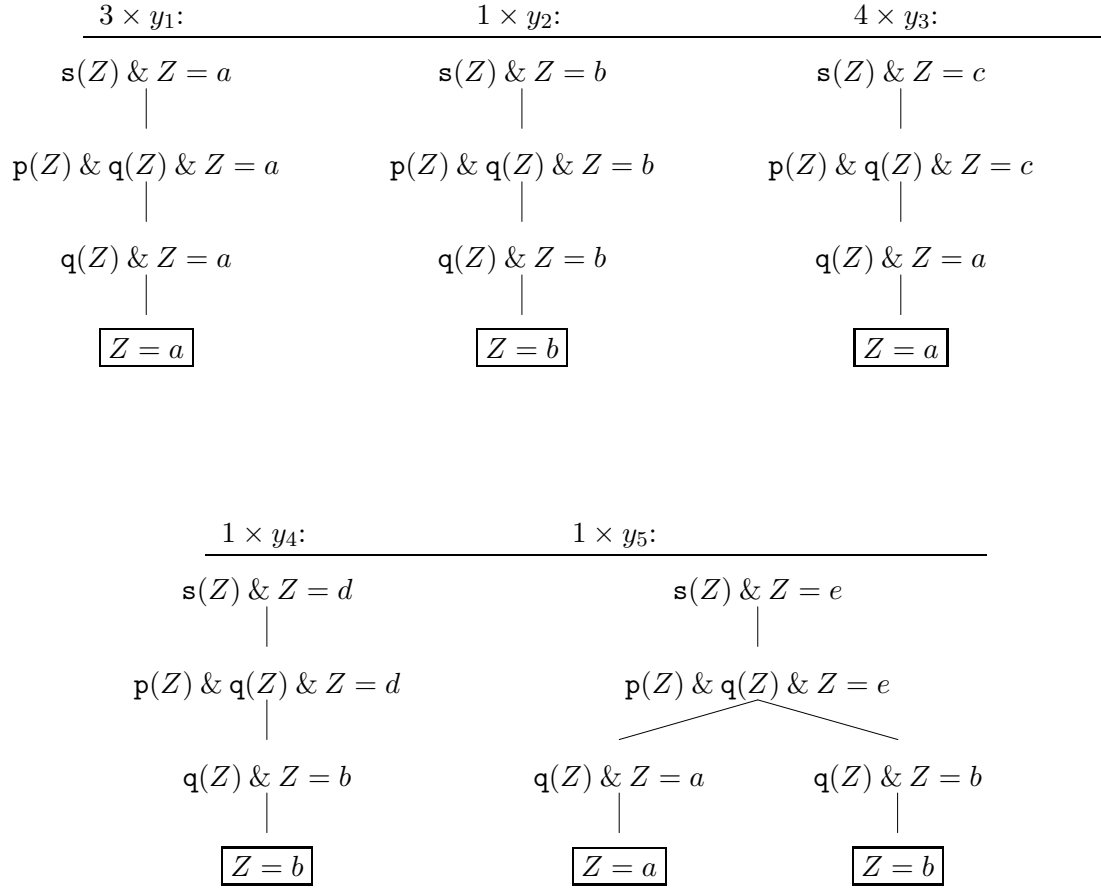 3 × y₁: 1 × y₂: 4 × y₃:
s(Z) & Z = a s(Z) & Z = b s(Z) & Z = c
p(Z) & q(Z) & Z = a p(Z) & q(Z) & Z = b p(Z) & q(Z) & Z = c
q(Z) & Z = a q(Z) & Z = b q(Z) & Z = a
Z = a Z = b Z = a
1 × y₄: 1 × y₅:
s(Z) & Z = d s(Z) & Z = e
p(Z) & q(Z) & Z = d p(Z) & q(Z) & Z = e
q(Z) & Z = b q(Z) & Z = a q(Z) & Z = b
Z = b Z = a Z = b